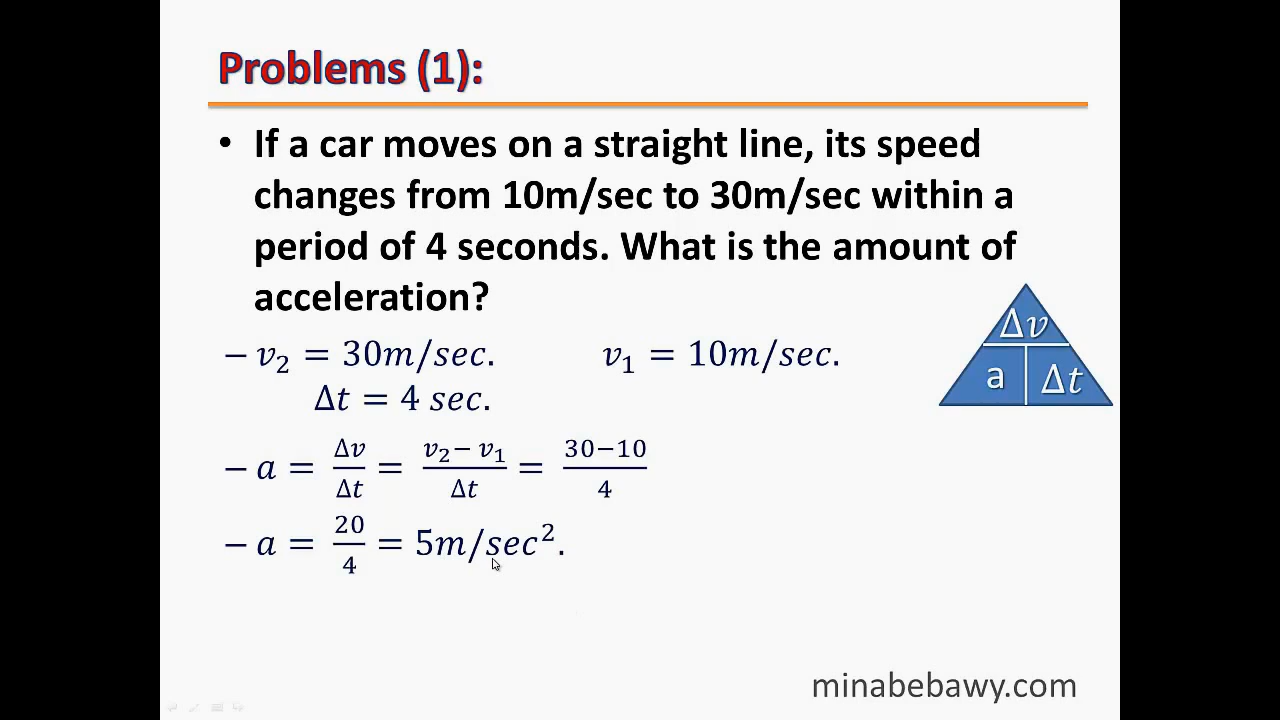 Problems (1):
• If a car moves on a straight line, its speed
changes from 10m/sec to 30m/sec within a
period of 4 seconds. What is the amount of
acceleration?
− v₂ = 30m/sec. v₁ = 10m/sec.
Δt = 4 sec.
− a = Δv/Δt = (v₂− v₁)/Δt = (30−10)/4
− a = 20/4 = 5m/sec².
Δv
a Δt
minabebawy.com